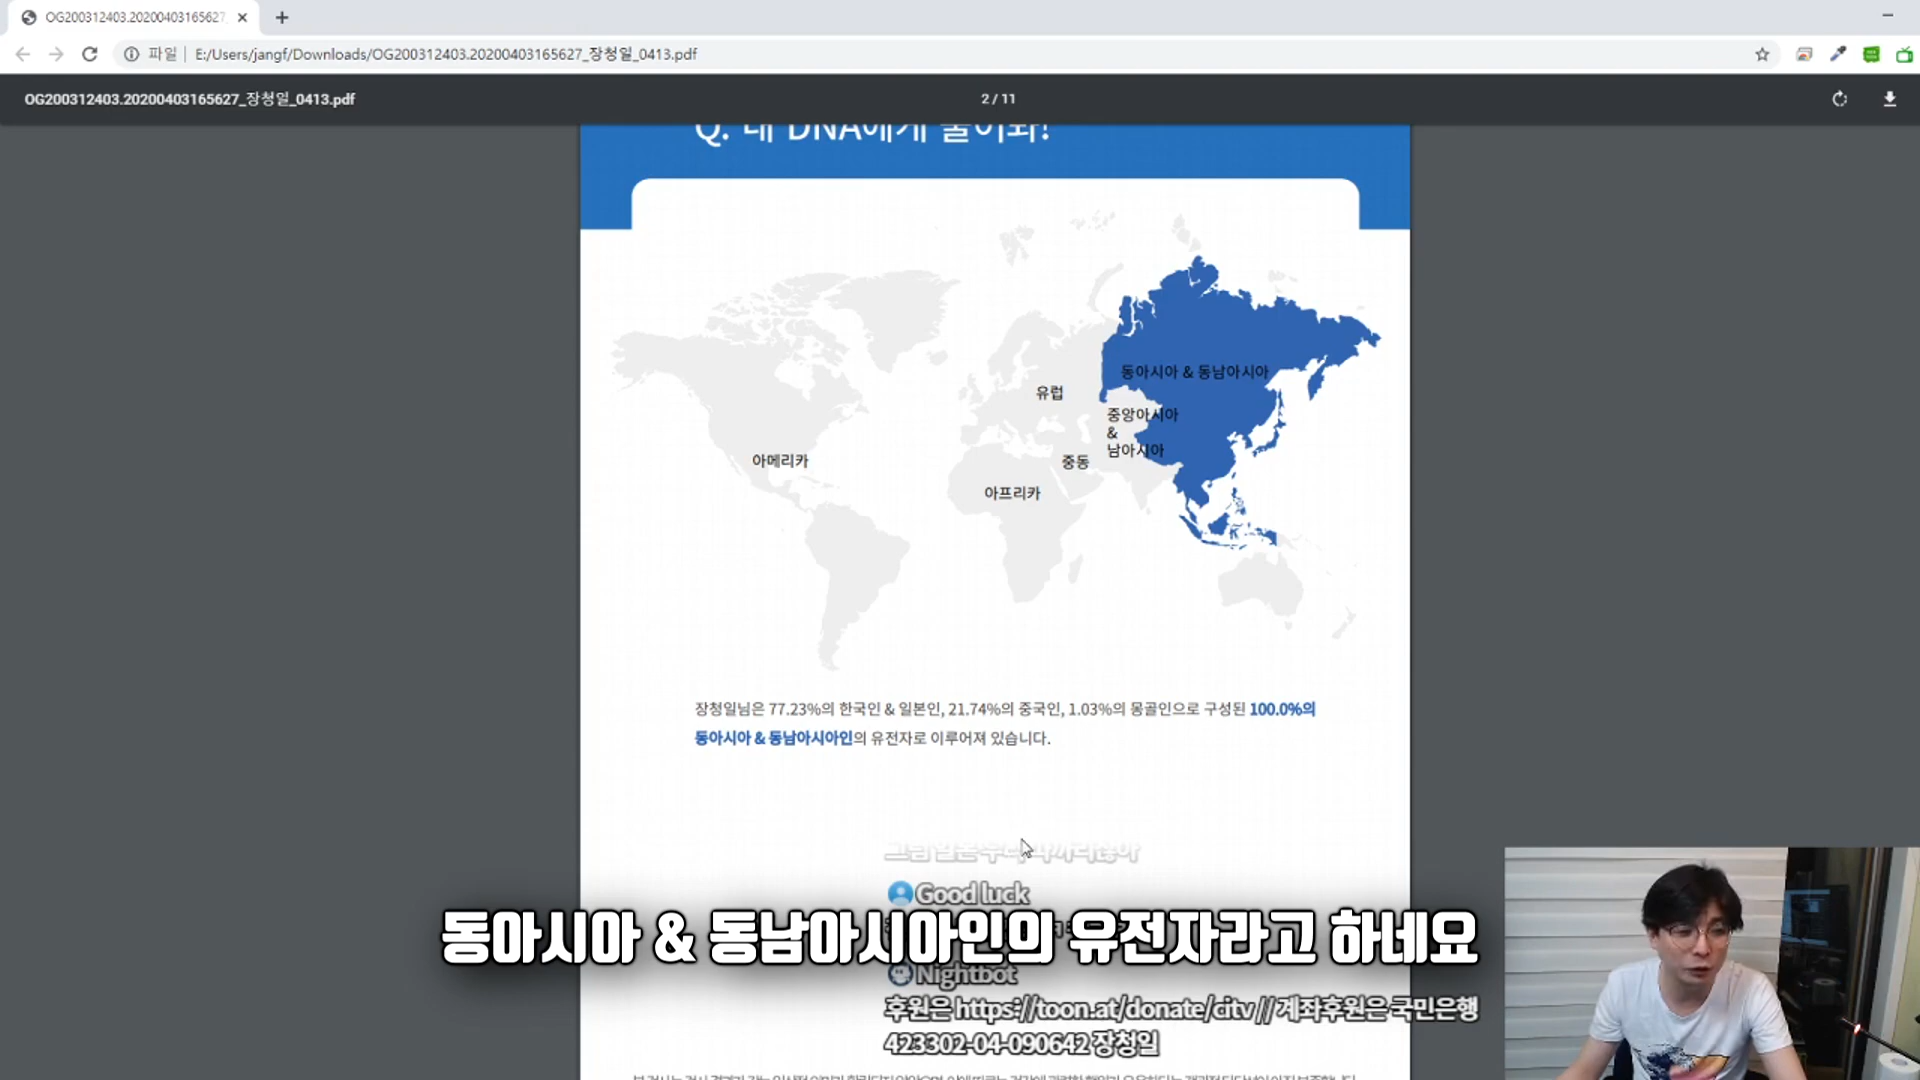 OG200312403.20200403165627
파일
E:/Users/jangf/Downloads/OG200312403.20200403165627_장청일_0413.pdf
OG200312403.20200403165627_장청일_0413.pdf
2 / 11
Q. 내 DNA에게 물어봐!
동아시아 & 동남아시아
유럽
중앙아시아
&
남아시아
아메리카
중동
아프리카
장청일님은 77.23%의 한국인 & 일본인, 21.74%의 중국인, 1.03%의 몽골인으로 구성된 100.0%의
동아시아 & 동남아시아인의 유전자로 이루어져 있습니다.
Good luck
동아시아 & 동남아시아인의 유전자라고 하네요
Nightbot
후원은 https://toon.at/donate/citv // 계좌후원은 국민은행
423302-04-090642 장청일